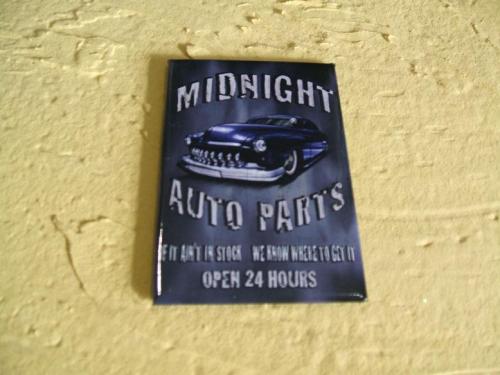 MIDNIGHT
AUTO PARTS
IF IT AIN'T IN STOCK WE KNOW WHERE TO GET IT
OPEN 24 HOURS